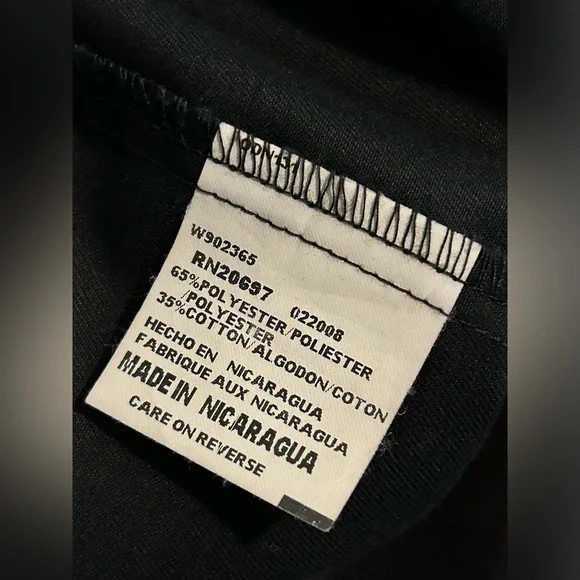 W902365
RN20697 022008
65%POLYESTER/POLIESTER
/POLYESTER
35%COTTON/ALGODON/COTON
HECHO EN NICARAGUA
FABRIQUE AUX NICARAGUA
MADE IN NICARAGUA
CARE ON REVERSE